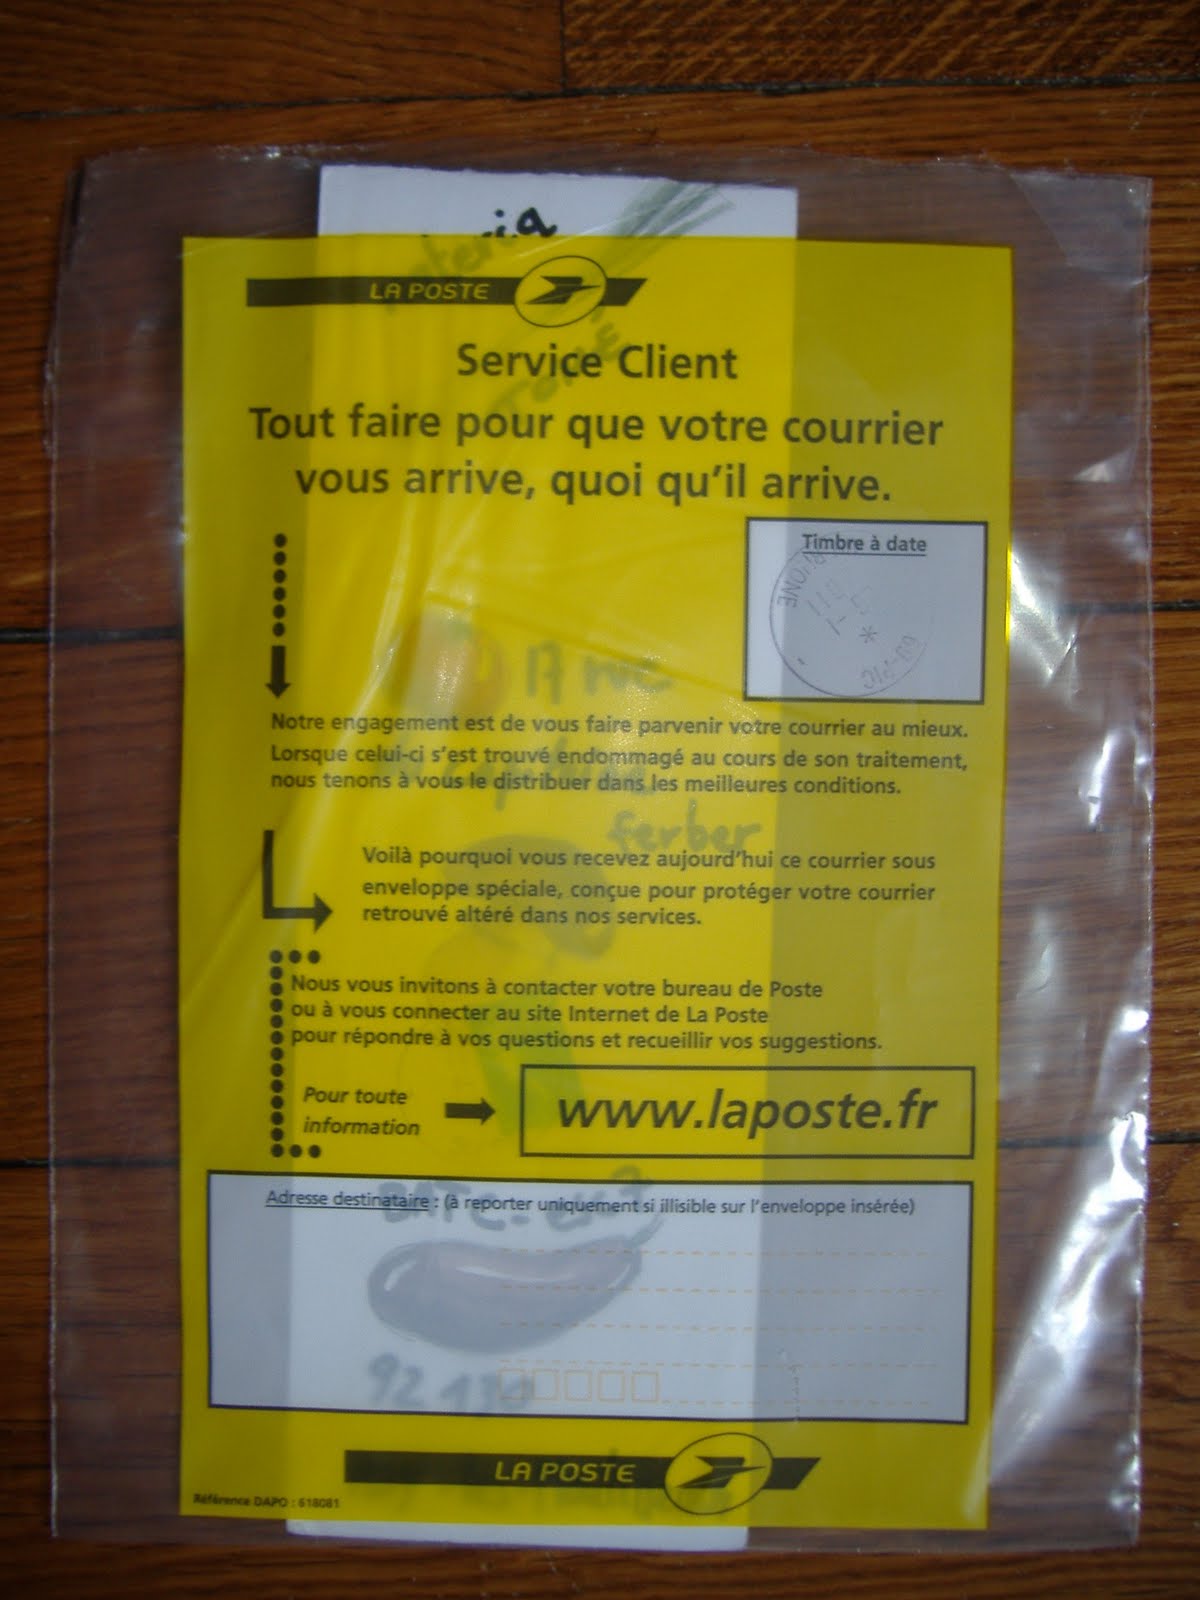 LA POSTE
Service Client
Tout faire pour que votre courrier
vous arrive, quoi qu'il arrive.
Timbre à date
Notre engagement est de vous faire parvenir votre courrier au mieux.
Lorsque celui-ci s'est trouvé endommagé au cours de son traitement,
nous tenons à vous le distribuer dans les meilleures conditions.
ferber
Voilà pourquoi vous recevez aujourd'hui ce courrier sous
enveloppe spéciale, conçue pour protéger votre courrier
retrouvé altéré dans nos services.
Nous vous invitons à contacter votre bureau de Poste
ou à vous connecter au site Internet de La Poste
pour répondre à vos questions et recueillir vos suggestions.
Pour toute
information
www.laposte.fr
Adresse destinataire : (à reporter uniquement si illisible sur l'enveloppe insérée)
92 130
LA POSTE
Référence DAPO : 618081